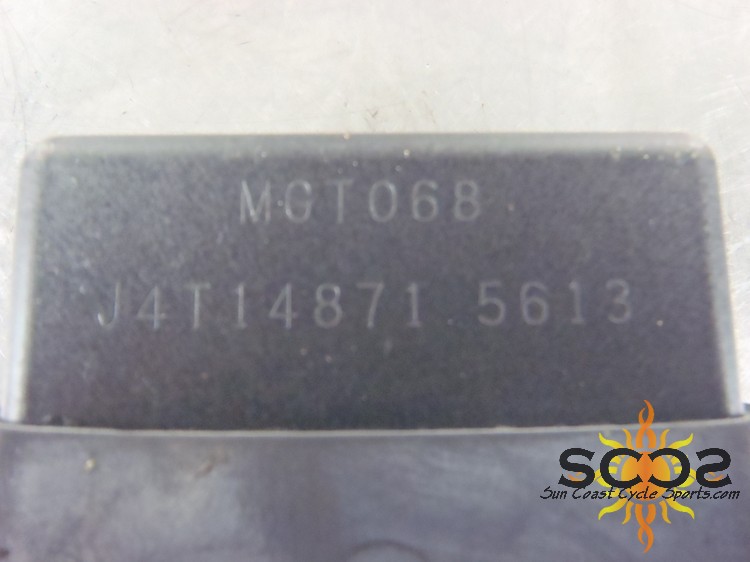 MGT06B
J4T14871 5613
SCCS
Sun Coast Cycle Sports.com